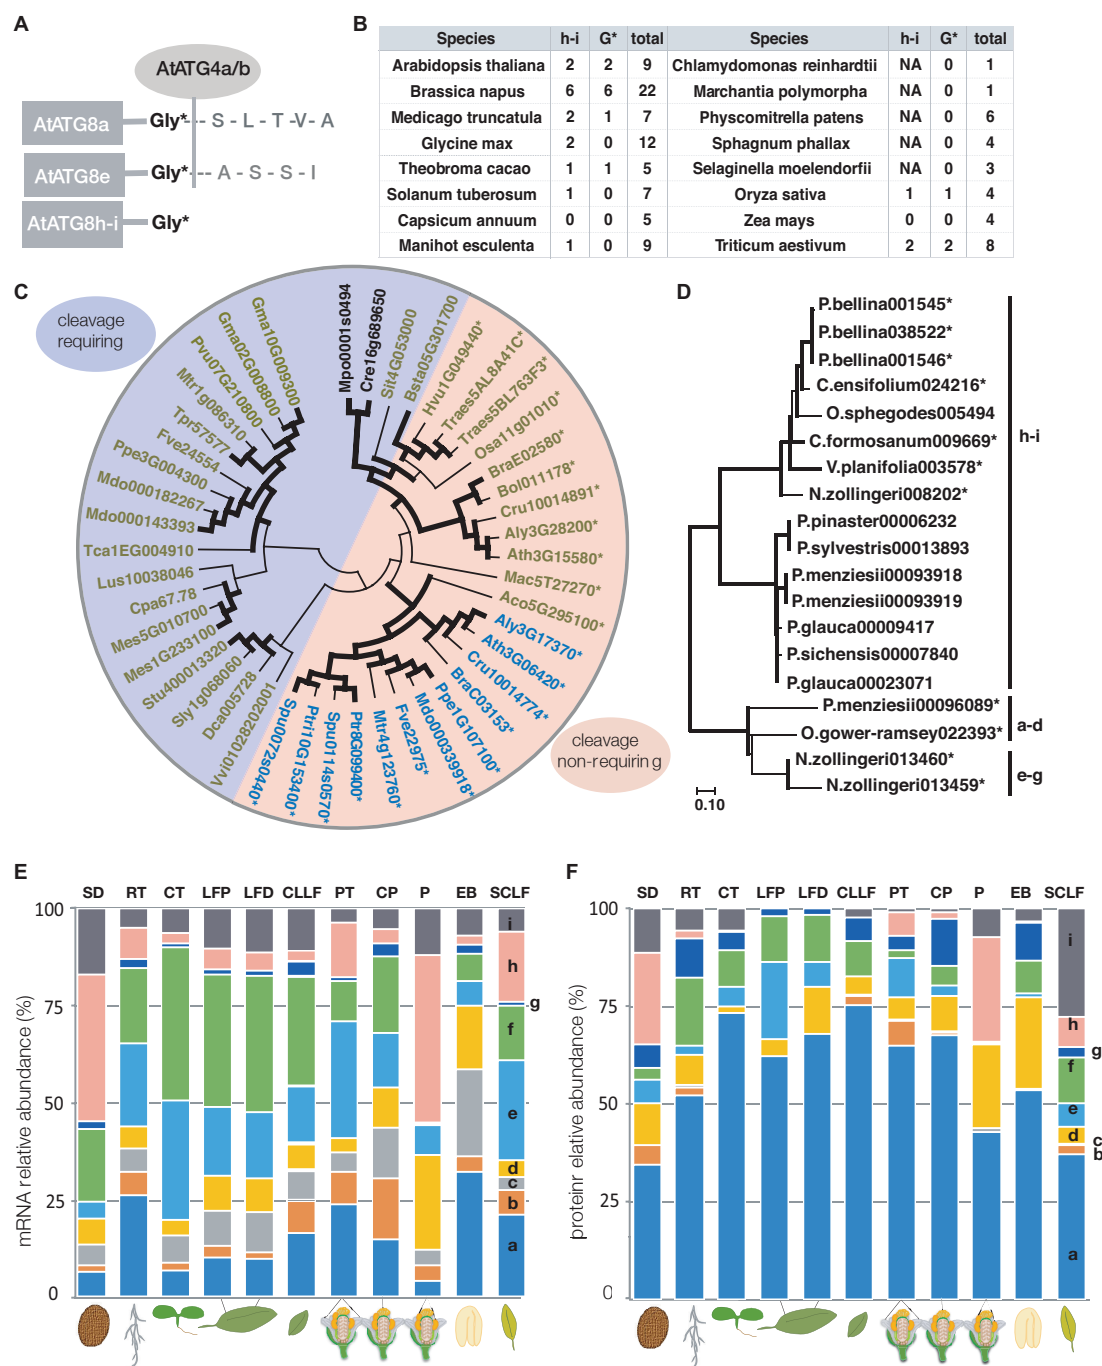 A
AtATG4a/b
AtATG8a Gly* - - S - L - T - V - A
AtATG8e Gly* - - - A - S - S - I
AtATG8h-i Gly*
B
Species h-i G* total Species h-i G* total
Arabidopsis thaliana 2 2 9 Chlamydomonas reinhardtii NA 0 1
Brassica napus 6 6 22 Marchantia polymorpha NA 0 1
Medicago truncatula 2 1 7 Physcomitrella patens NA 0 6
Glycine max 2 0 12 Sphagnum phallax NA 0 4
Theobroma cacao 1 1 5 Selaginella moelendorfii NA 0 3
Solanum tuberosum 1 0 7 Oryza sativa 1 1 4
Capsicum annuum 0 0 5 Zea mays 0 0 4
Manihot esculenta 1 0 9 Triticum aestivum 2 2 8
C
cleavage
requiring
Mpo0001s0494
Cre16g689650
Sit4G053000
Bsta05G301700
Hvu1G049440*
Traes5AL8A41C*
Traes5BL763F3*
Osa11g01010*
BraE02580*
Bol011178*
Cru10014891*
Aly3G28200*
Ath3G15580*
Mac5T27270*
Aco5G295100*
Aly3G17370*
Ath3G06420*
Cru10014774*
BraC03153*
Ppe1G107100*
Mdo000339918*
Fve22975*
Mtr4g123760*
Ptr8G099400*
Spu0114s0570*
Ptri10G153400*
Spu0072s0440*
Vvi01028202001
Dca005728
Sly1g068060
Stu400013320
Mes1G233100
Mes5G010700
Cpa67.78
Lus10038046
Tca1EG004910
Mdo000143393
Mdo000182267
Ppe3G004300
Fve24554
Tpr57577
Mtr1g086310
Pvu07G210800
Gma02G008800
Gma10G009300
cleavage
non-requirin g
D
P.bellina001545*
P.bellina038522*
P.bellina001546*
C.ensifolium024216*
O.sphegodes005494
C.formosanum009669*
V.planifolia003578*
N.zollingeri008202*
P.pinaster00006232
P.sylvestris00013893
P.menziesii00093918
P.menziesii00093919
P.glauca00009417
P.sichensis00007840
P.glauca00023071
P.menziesii00096089*
O.gower-ramsey022393*
N.zollingeri013460*
N.zollingeri013459*
h-i
a-d
e-g
0.10
E
SD RT CT LFP LFD CLLF PT CP P EB SCLF
mRNA relative abundance (%)
100
75
50
25
0
i
h
g
f
e
d
c
b
a
F
SD RT CT LFP LFD CLLF PT CP P EB SCLF
proteinr elative abundance (%)
100
75
50
25
0
i
h
g
f
e
d
c
b
a